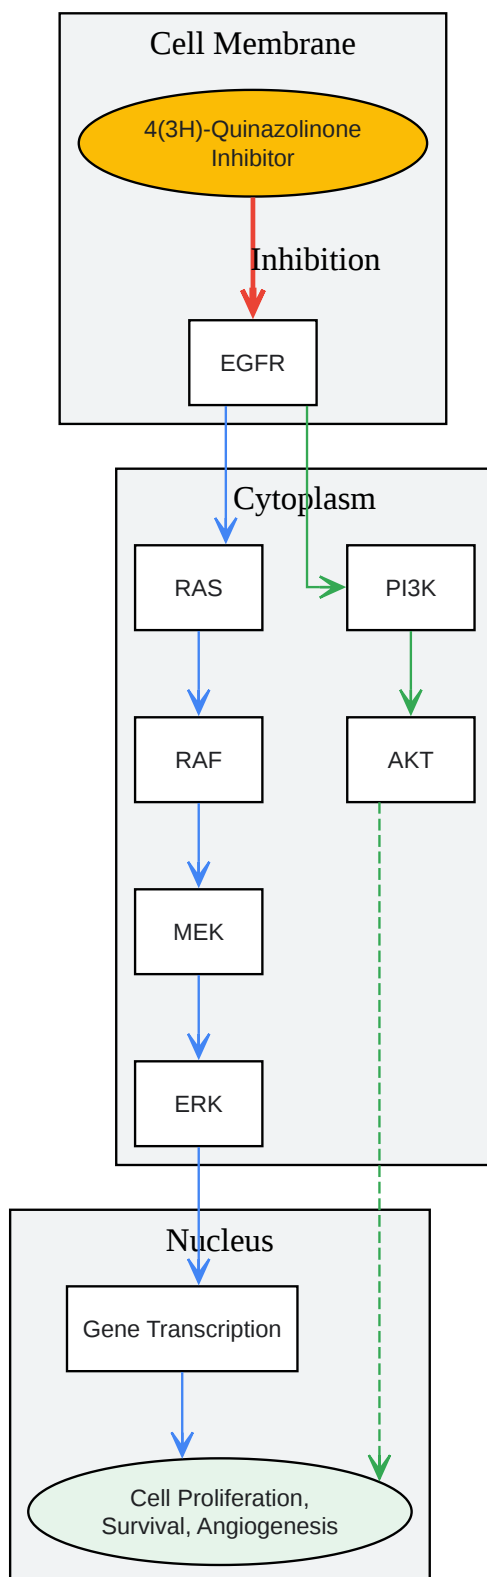 Cell Membrane
4(3H)-Quinazolinone
Inhibitor
Inhibition
EGFR
Cytoplasm
RAS
PI3K
RAF
AKT
MEK
ERK
Nucleus
Gene Transcription
Cell Proliferation,
Survival, Angiogenesis